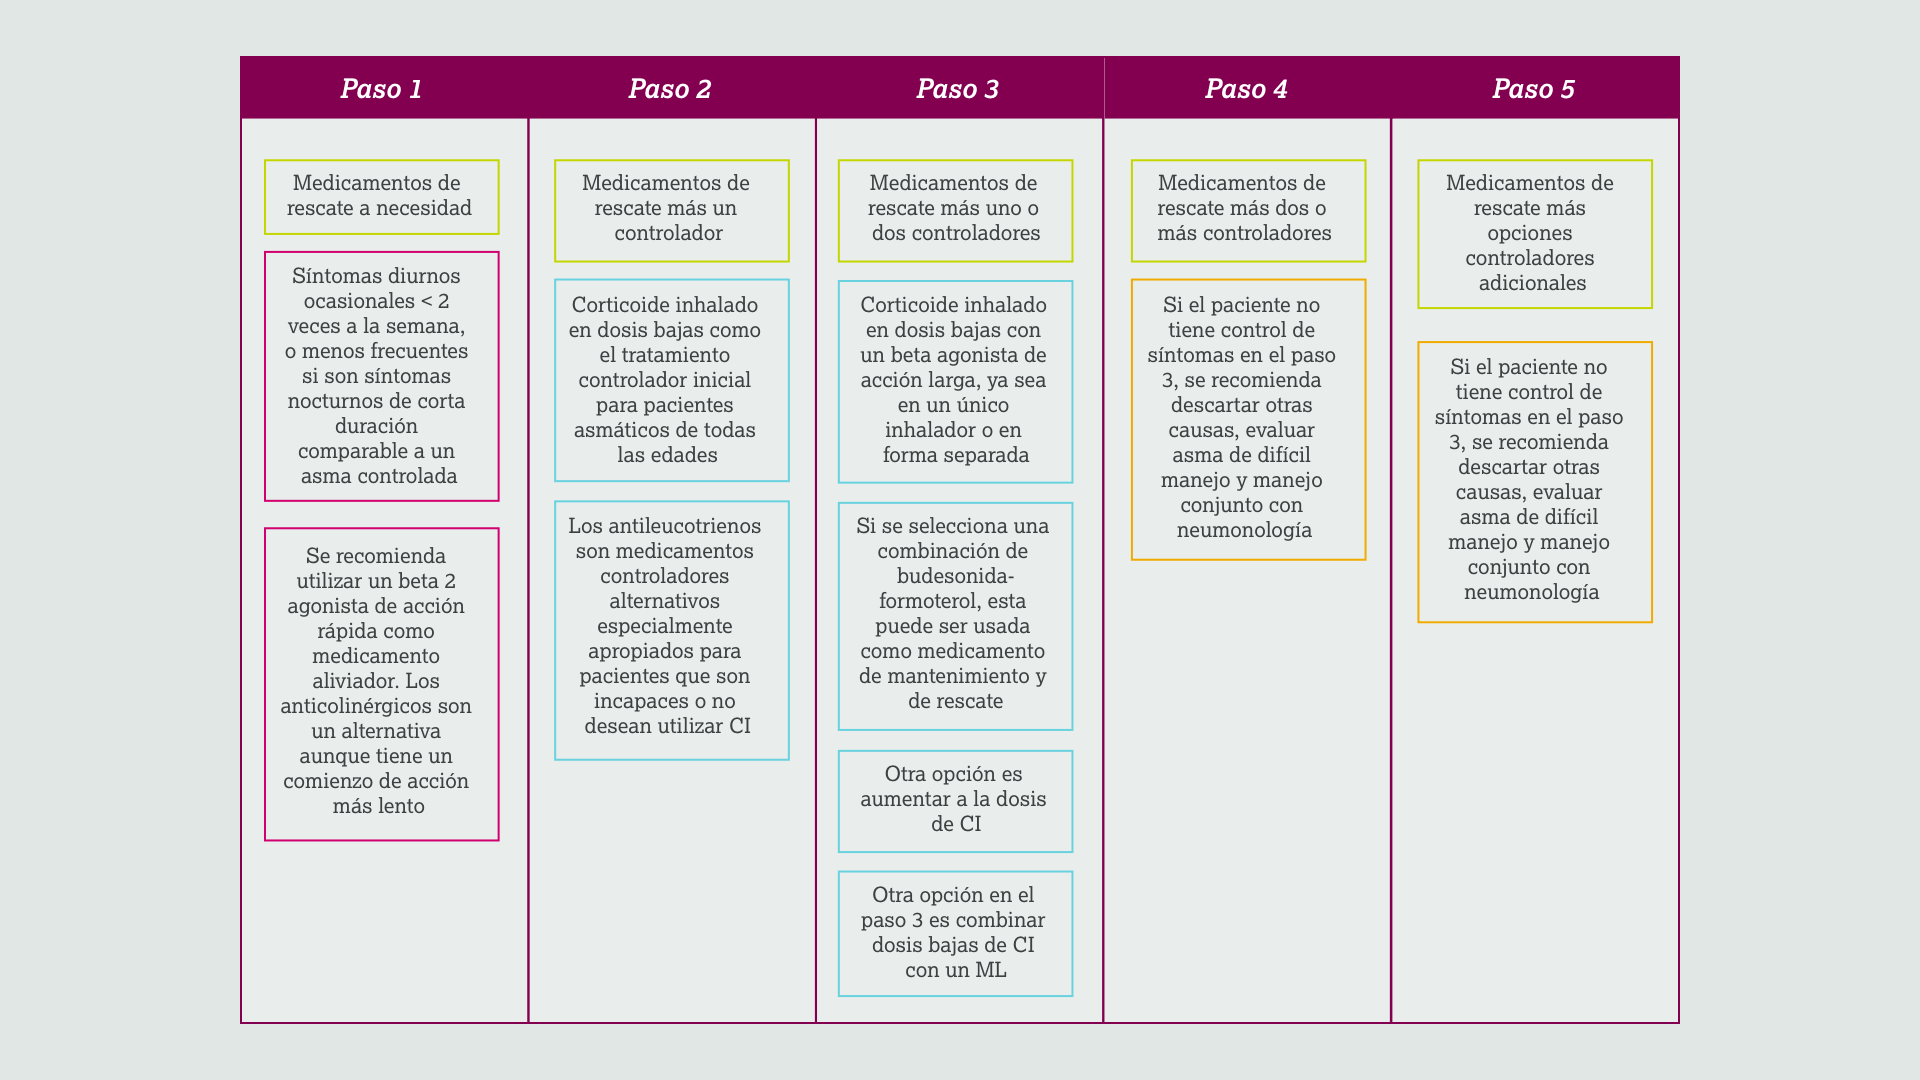 Paso 1
Medicamentos de
rescate a necesidad
Síntomas diurnos
ocasionales < 2
veces a la semana,
o menos frecuentes
si son síntomas
nocturnos de corta
duración
comparable a un
asma controlada
Se recomienda
utilizar un beta 2
agonista de acción
rápida como
medicamento
aliviador. Los
anticolinérgicos son
un alternativa
aunque tiene un
comienzo de acción
más lento
Paso 2
Medicamentos de
rescate más un
controlador
Corticoide inhalado
en dosis bajas como
el tratamiento
controlador inicial
para pacientes
asmáticos de todas
las edades
Los antileucotrienos
son medicamentos
controladores
alternativos
especialmente
apropiados para
pacientes que son
incapaces o no
desean utilizar CI
Paso 3
Medicamentos de
rescate más uno o
dos controladores
Corticoide inhalado
en dosis bajas con
un beta agonista de
acción larga, ya sea
en un único
inhalador o en
forma separada
Si se selecciona una
combinación de
budesonida-
formoterol, esta
puede ser usada
como medicamento
de mantenimiento y
de rescate
Otra opción es
aumentar a la dosis
de CI
Otra opción en el
paso 3 es combinar
dosis bajas de CI
con un ML
Paso 4
Medicamentos de
rescate más dos o
más controladores
Si el paciente no
tiene control de
síntomas en el paso
3, se recomienda
descartar otras
causas, evaluar
asma de difícil
manejo y manejo
conjunto con
neumonología
Paso 5
Medicamentos de
rescate más
opciones
controladores
adicionales
Si el paciente no
tiene control de
síntomas en el paso
3, se recomienda
descartar otras
causas, evaluar
asma de difícil
manejo y manejo
conjunto con
neumonología